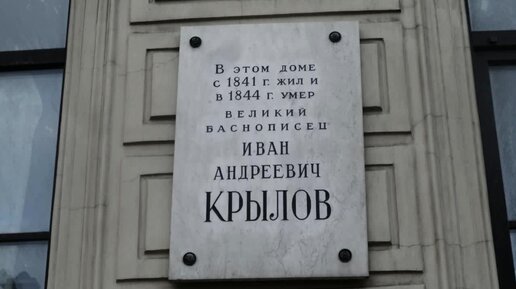 В этом доме
с 1841 г. жил и
в 1844 г. умер
великий
баснописец
Иван
Андреевич
Крылов